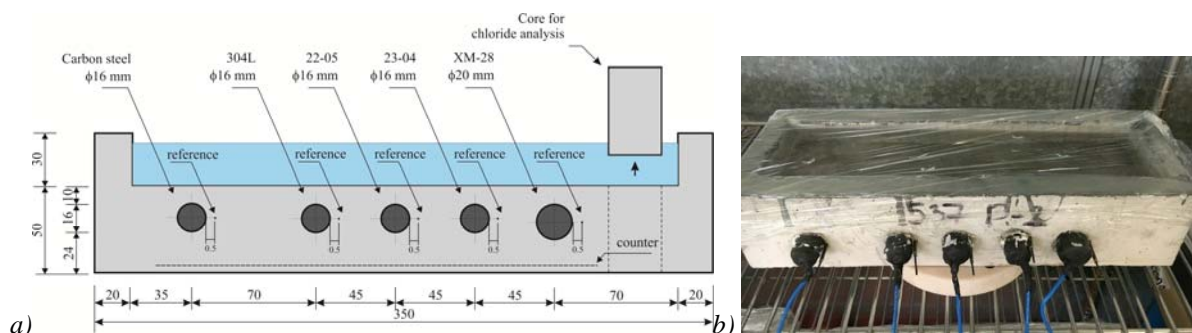 Core for
chloride analysis
Carbon steel
ϕ16 mm
304L
ϕ16 mm
22-05
ϕ16 mm
23-04
ϕ16 mm
XM-28
ϕ20 mm
30
reference
reference
reference
reference
reference
50
10
16
24
0.5
0.5
0.5
0.5
0.5
counter
20
35
70
45
45
45
70
20
350
a)
b)